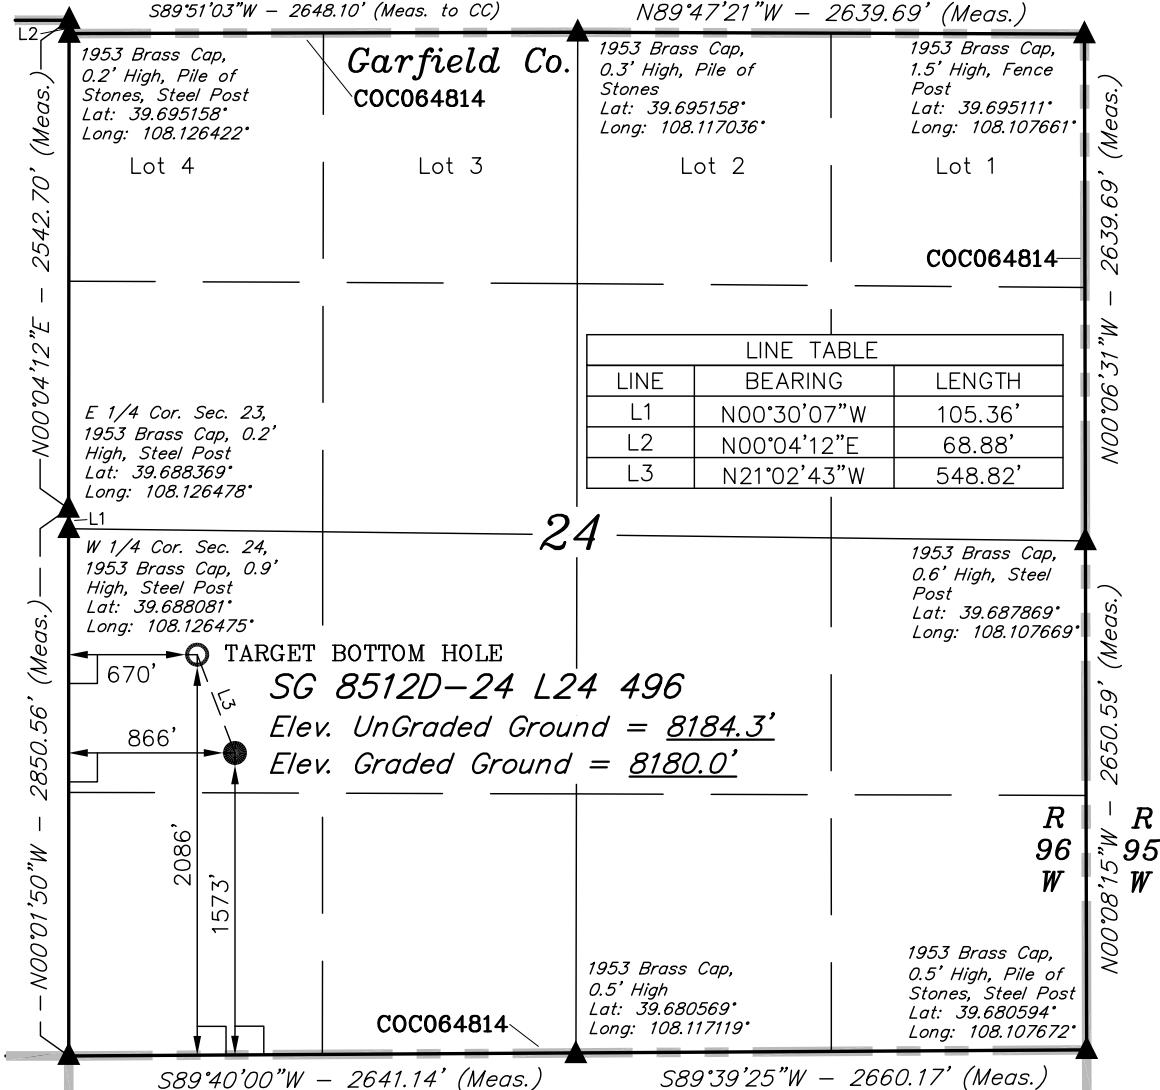 S89°51'03"W - 2648.10' (Meas. to CC)
N89°47'21"W - 2639.69' (Meas.)
L2
1953 Brass Cap,
0.2' High, Pile of
Stones, Steel Post
Lat: 39.695158°
Long: 108.126422°
Garfield Co.
COC064814
1953 Brass Cap,
0.3' High, Pile of
Stones
Lat: 39.695158°
Long: 108.117036°
1953 Brass Cap,
1.5' High, Fence
Post
Lat: 39.695111°
Long: 108.107661°
Lot 4
Lot 3
Lot 2
Lot 1
N00°04'12"E - 2542.70' (Meas.)
N00°06'31"W - 2639.69' (Meas.)
COC064814
LINE TABLE
LINE BEARING LENGTH
L1 N00°30'07"W 105.36'
L2 N00°04'12"E 68.88'
L3 N21°02'43"W 548.82'
E 1/4 Cor. Sec. 23,
1953 Brass Cap, 0.2'
High, Steel Post
Lat: 39.688369°
Long: 108.126478°
L1
24
W 1/4 Cor. Sec. 24,
1953 Brass Cap, 0.9'
High, Steel Post
Lat: 39.688081°
Long: 108.126475°
1953 Brass Cap,
0.6' High, Steel
Post
Lat: 39.687869°
Long: 108.107669°
N00°01'50"W - 2850.56' (Meas.)
N00°08'15"W - 2650.59' (Meas.)
TARGET BOTTOM HOLE
670'
L3
SG 8512D-24 L24 496
Elev. UnGraded Ground = 8184.3'
866'
Elev. Graded Ground = 8180.0'
2086'
1573'
R
96
W
R
95
W
1953 Brass Cap,
0.5' High
Lat: 39.680569°
Long: 108.117119°
1953 Brass Cap,
0.5' High, Pile of
Stones, Steel Post
Lat: 39.680594°
Long: 108.107672°
COC064814
S89°40'00"W - 2641.14' (Meas.)
S89°39'25"W - 2660.17' (Meas.)